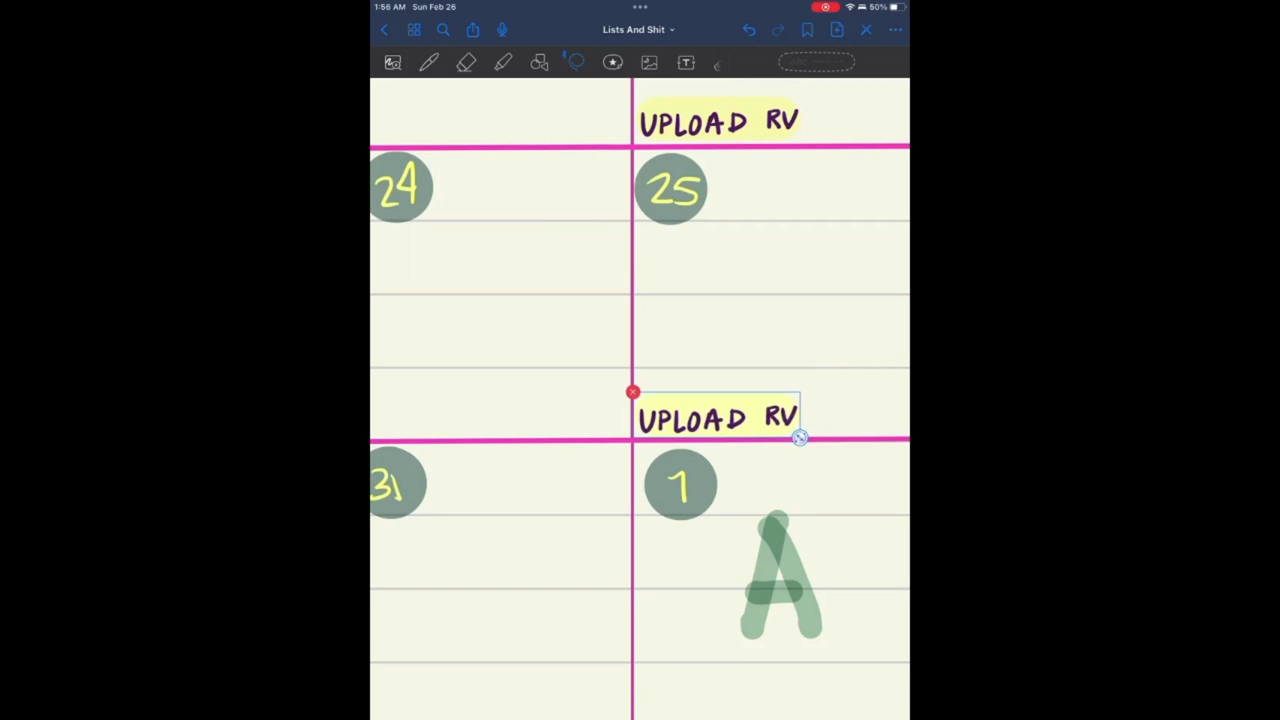 1:56 AM Sun Feb 26
50%
Lists And Shit
UPLOAD RV
24
25
UPLOAD RV
31
1
A